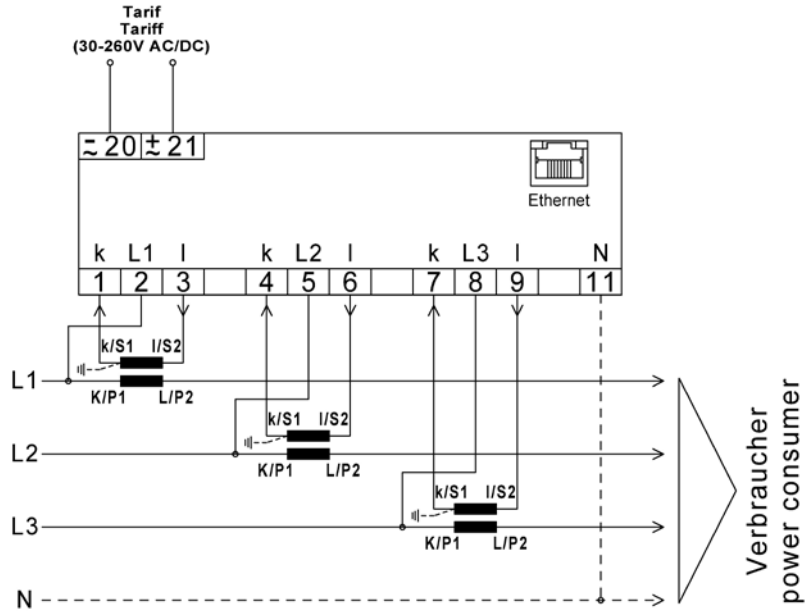 Tarif
Tariff
(30-260V AC/DC)
20 ± 21
Ethernet
k L1 l k L2 l k L3 l N
1 2 3 4 5 6 7 8 9 11
k/S1 l/S2
L1
K/P1 L/P2
k/S1 l/S2
L2
K/P1 L/P2
k/S1 l/S2
L3
K/P1 L/P2
N
Verbraucher
power consumer